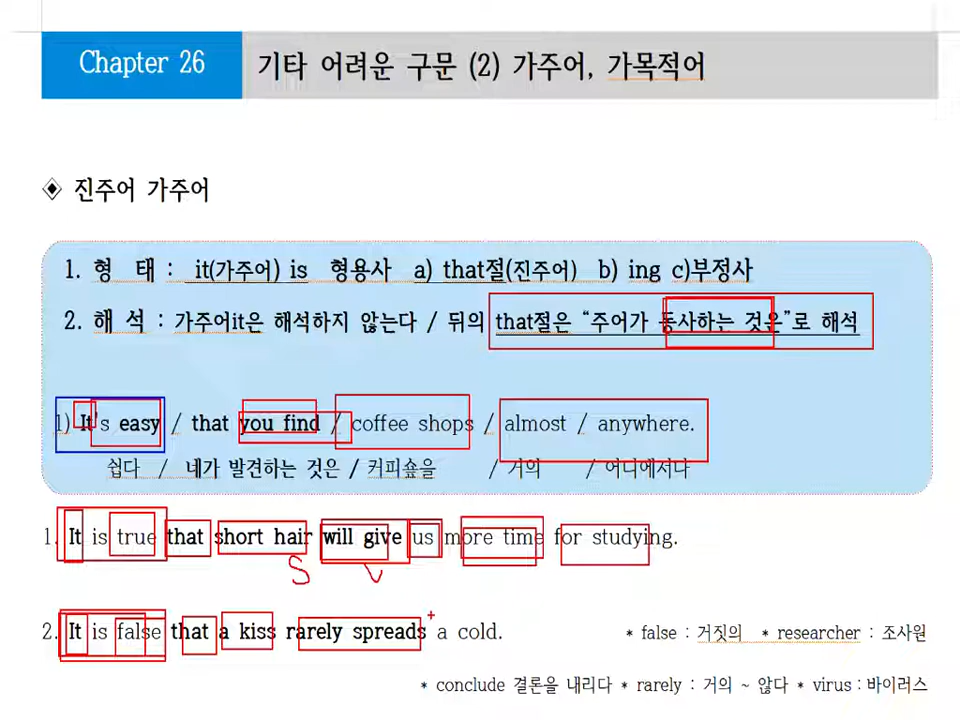 Chapter 26 기타 어려운 구문 (2) 가주어, 가목적어
◈ 진주어 가주어
1. 형 태 : it(가주어) is 형용사 a) that절(진주어) b) ing c)부정사
2. 해 석 : 가주어it은 해석하지 않는다 / 뒤의 that절은 “주어가 동사하는 것은”로 해석
1) It's easy / that you find / coffee shops / almost / anywhere.
쉽다 / 네가 발견하는 것은 / 커피숖을 / 거의 / 어디에서나
1. It is true that short hair will give us more time for studying.
S V
2. It is false that a kiss rarely spreads a cold. * false : 거짓의 * researcher : 조사원
* conclude 결론을 내리다 * rarely : 거의 ~ 않다 * virus : 바이러스